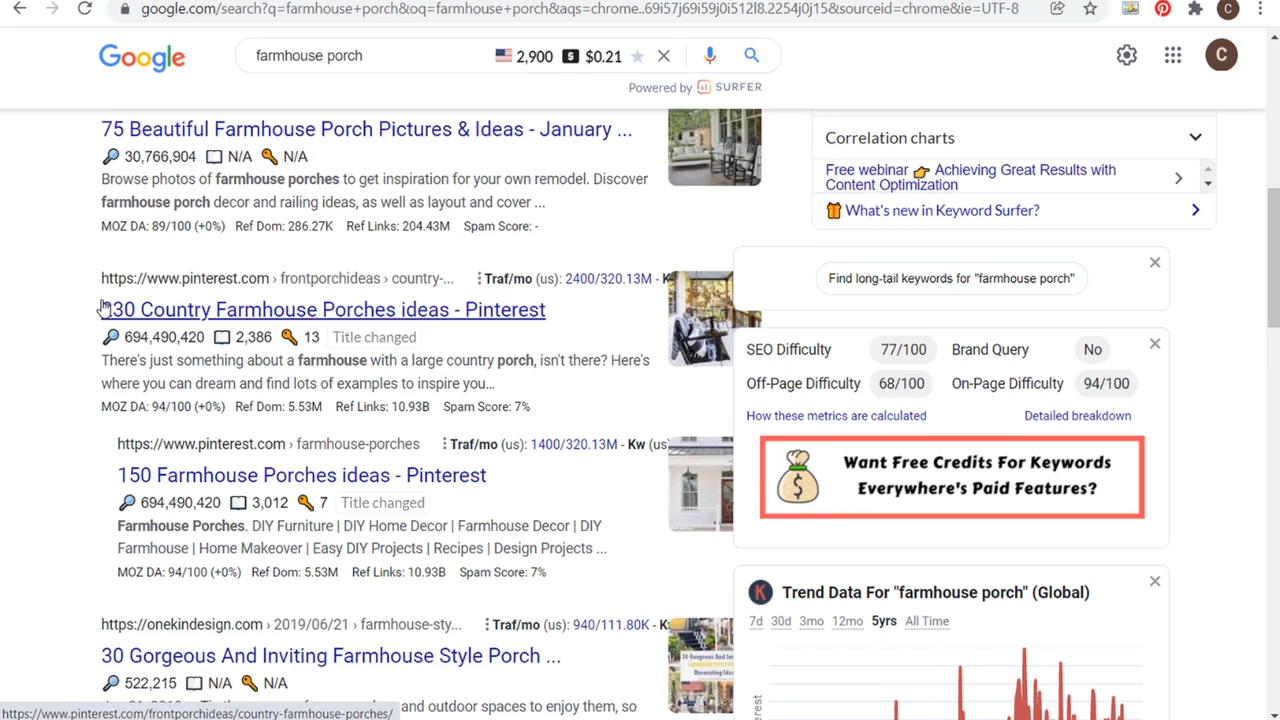 google.com/search?q=farmhouse+porch&oq=farmhouse+porch&aqs=chrome..69i57j69i59j0i512l8.2254j0j15&sourceid=chrome&ie=UTF-8
C
Google
farmhouse porch
2,900 $ $0.21
C
Powered by SURFER
75 Beautiful Farmhouse Porch Pictures & Ideas - January ...
30,766,904 N/A N/A
Browse photos of farmhouse porches to get inspiration for your own remodel. Discover
farmhouse porch decor and railing ideas, as well as layout and cover ...
MOZ DA: 89/100 (+0%) Ref Dom: 286.27K Ref Links: 204.43M Spam Score: -
https://www.pinterest.com › frontporchideas › country-... Traf/mo (us): 2400/320.13M -
30 Country Farmhouse Porches ideas - Pinterest
694,490,420 2,386 13 Title changed
There's just something about a farmhouse with a large country porch, isn't there? Here's
where you can dream and find lots of examples to inspire you...
MOZ DA: 94/100 (+0%) Ref Dom: 5.53M Ref Links: 10.93B Spam Score: 7%
https://www.pinterest.com › farmhouse-porches Traf/mo (us): 1400/320.13M - Kw (us
150 Farmhouse Porches ideas - Pinterest
694,490,420 3,012 7 Title changed
Farmhouse Porches. DIY Furniture | DIY Home Decor | Farmhouse Decor | DIY
Farmhouse | Home Makeover | Easy DIY Projects | Recipes | Design Projects ...
MOZ DA: 94/100 (+0%) Ref Dom: 5.53M Ref Links: 10.93B Spam Score: 7%
https://onekindesign.com › 2019/06/21 › farmhouse-sty... Traf/mo (us): 940/111.80K -
30 Gorgeous And Inviting Farmhouse Style Porch ...
522,215 N/A N/A
and outdoor spaces to enjoy them, so
https://www.pinterest.com/frontporchideas/country-farmhouse-porches/
Correlation charts
Free webinar 👉 Achieving Great Results with
Content Optimization
What's new in Keyword Surfer?
Find long-tail keywords for "farmhouse porch"
SEO Difficulty 77/100 Brand Query No
Off-Page Difficulty 68/100 On-Page Difficulty 94/100
How these metrics are calculated Detailed breakdown
Want Free Credits For Keywords
Everywhere's Paid Features?
K Trend Data For "farmhouse porch" (Global)
7d 30d 3mo 12mo 5yrs All Time